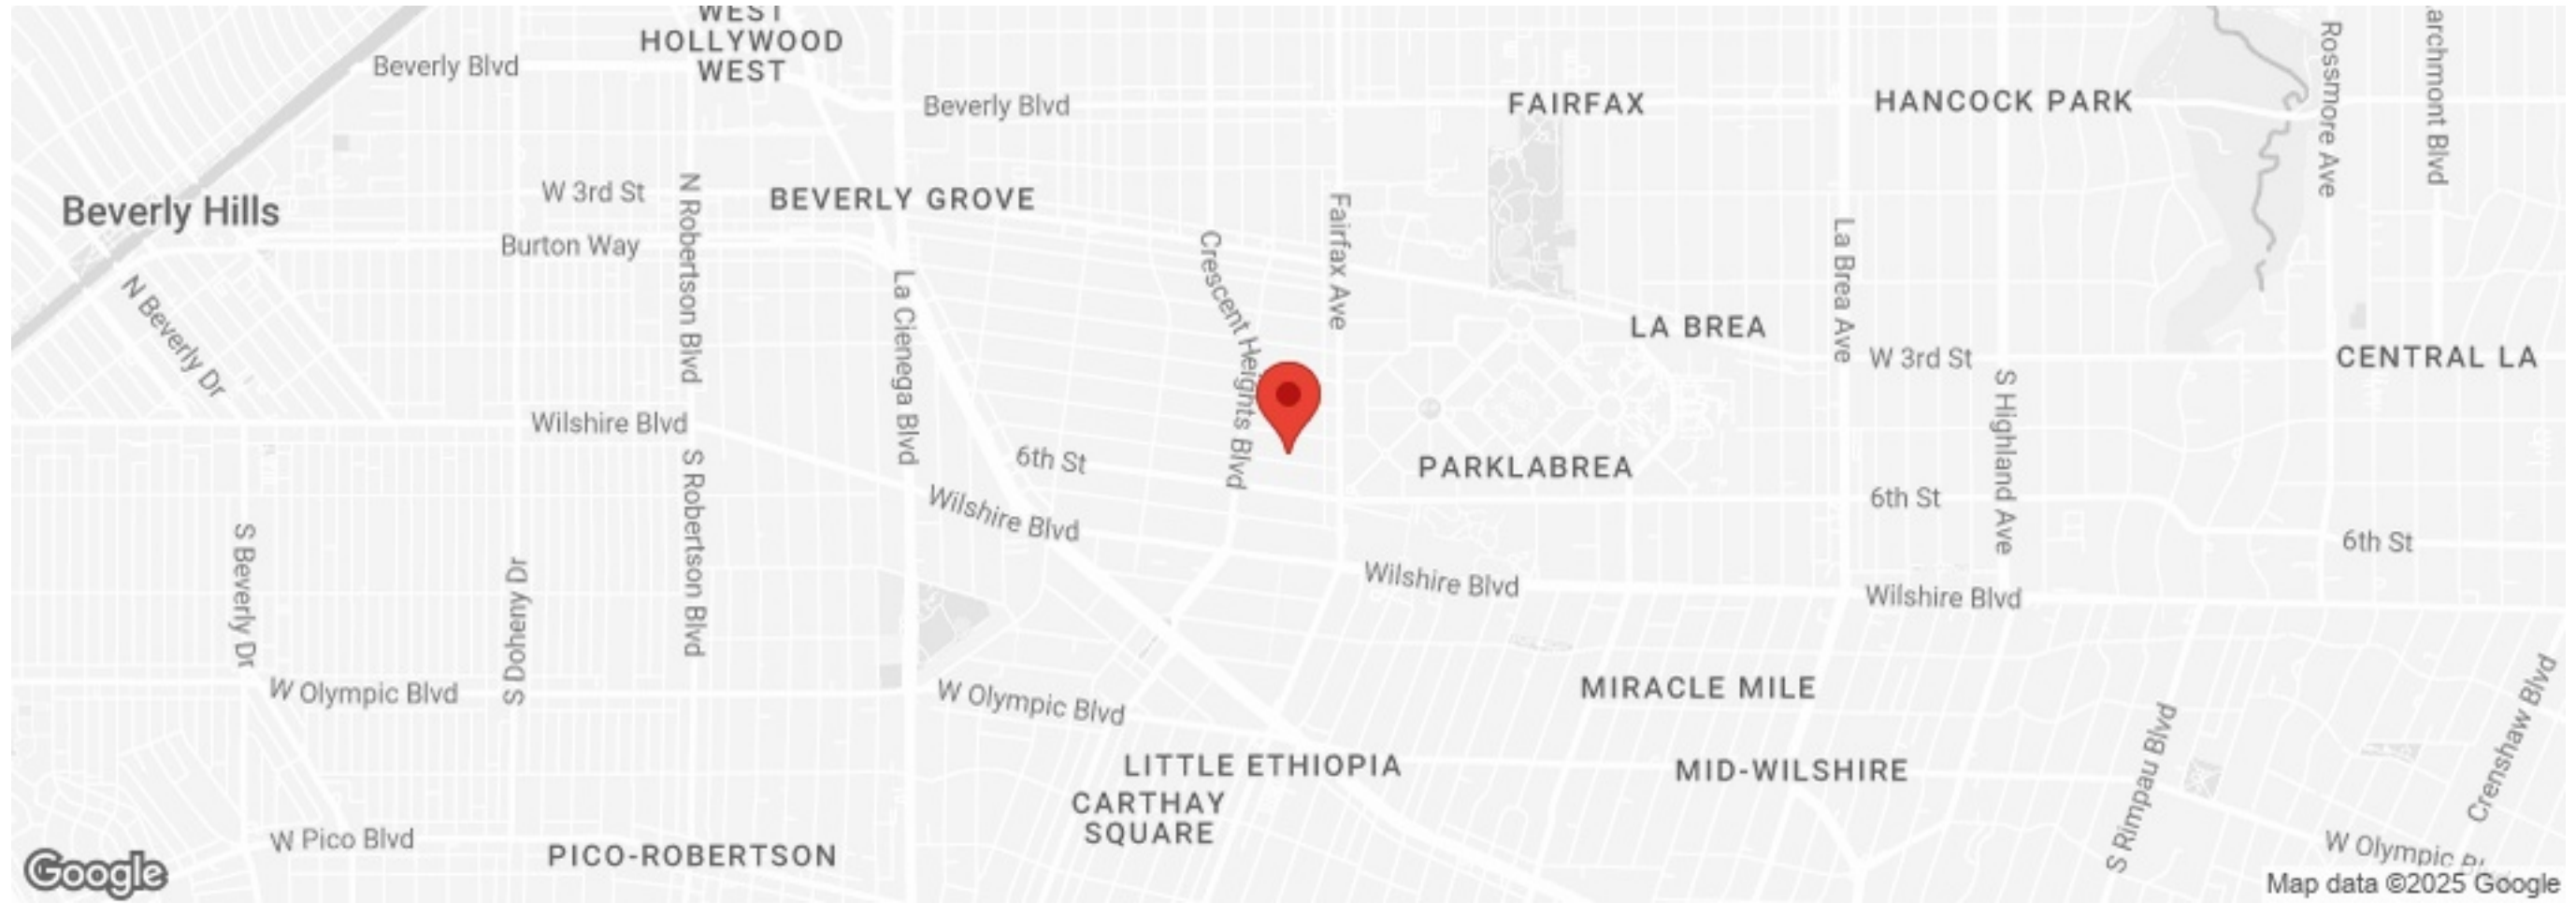 WEST
HOLLYWOOD
WEST
Beverly Blvd
Beverly Blvd
FAIRFAX
HANCOCK PARK
Rossmore Ave
archmont Blvd
Beverly Hills
W 3rd St
N Robertson Blvd
BEVERLY GROVE
Burton Way
Crescent Heights Blvd
Fairfax Ave
La Brea Ave
N Beverly Dr
La Cienega Blvd
LA BREA
W 3rd St
CENTRAL LA
S Highland Ave
Wilshire Blvd
6th St
PARKLABREA
6th St
S Robertson Blvd
Wilshire Blvd
6th St
S Beverly Dr
S Doheny Dr
Wilshire Blvd
Wilshire Blvd
W Olympic Blvd
W Olympic Blvd
MIRACLE MILE
S Rimpau Blvd
Crenshaw Blvd
LITTLE ETHIOPIA
MID-WILSHIRE
CARTHAY
SQUARE
W Pico Blvd
PICO-ROBERTSON
W Olympic Blvd
Google
Map data ©2025 Google